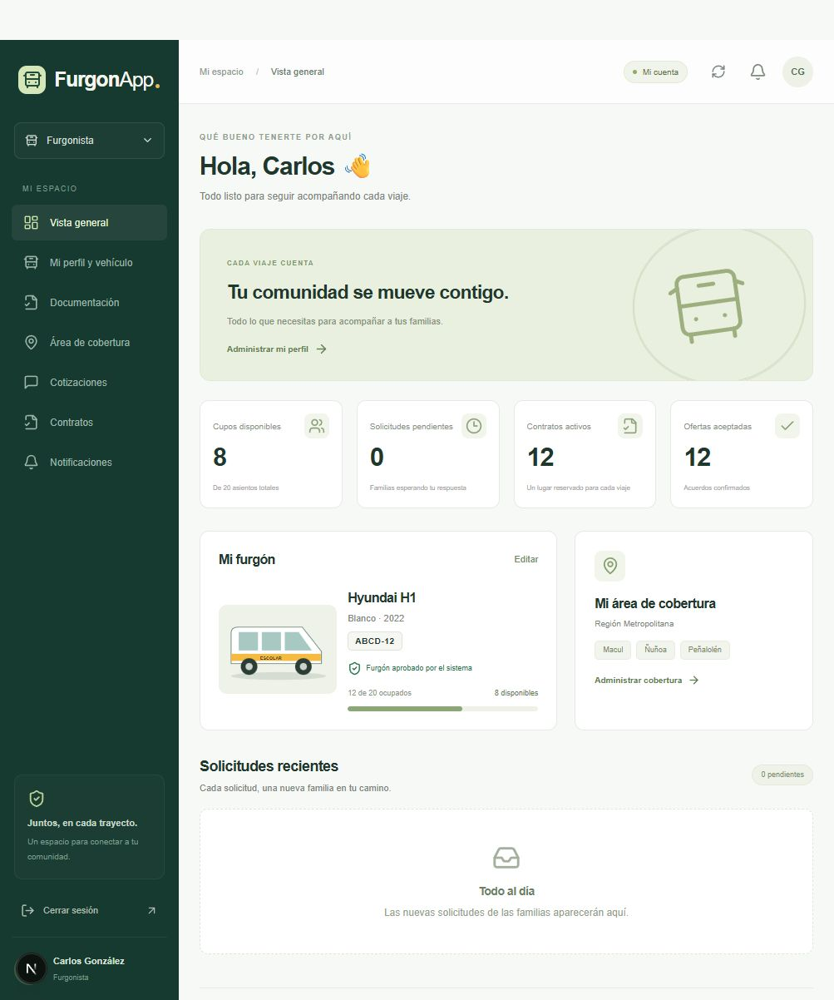 FurgonApp.
Furgonista
MI ESPACIO
Vista general
Mi perfil y vehículo
Documentación
Área de cobertura
Cotizaciones
Contratos
Notificaciones
Juntos, en cada trayecto.
Un espacio para conectar a tu
comunidad.
Cerrar sesión
N
Carlos González
Furgonista
Mi espacio / Vista general
Mi cuenta
CG
QUÉ BUENO TENERTE POR AQUÍ
Hola, Carlos 👋
Todo listo para seguir acompañando cada viaje.
CADA VIAJE CUENTA
Tu comunidad se mueve contigo.
Todo lo que necesitas para acompañar a tus familias.
Administrar mi perfil
Cupos disponibles
8
De 20 asientos totales
Solicitudes pendientes
0
Familias esperando tu respuesta
Contratos activos
12
Un lugar reservado para cada viaje
Ofertas aceptadas
12
Acuerdos confirmados
Mi furgón
Editar
ESCOLAR
Hyundai H1
Blanco · 2022
ABCD-12
Furgón aprobado por el sistema
12 de 20 ocupados
8 disponibles
Mi área de cobertura
Región Metropolitana
Macul
Ñuñoa
Peñalolén
Administrar cobertura
Solicitudes recientes
Cada solicitud, una nueva familia en tu camino.
0 pendientes
Todo al día
Las nuevas solicitudes de las familias aparecerán aquí.